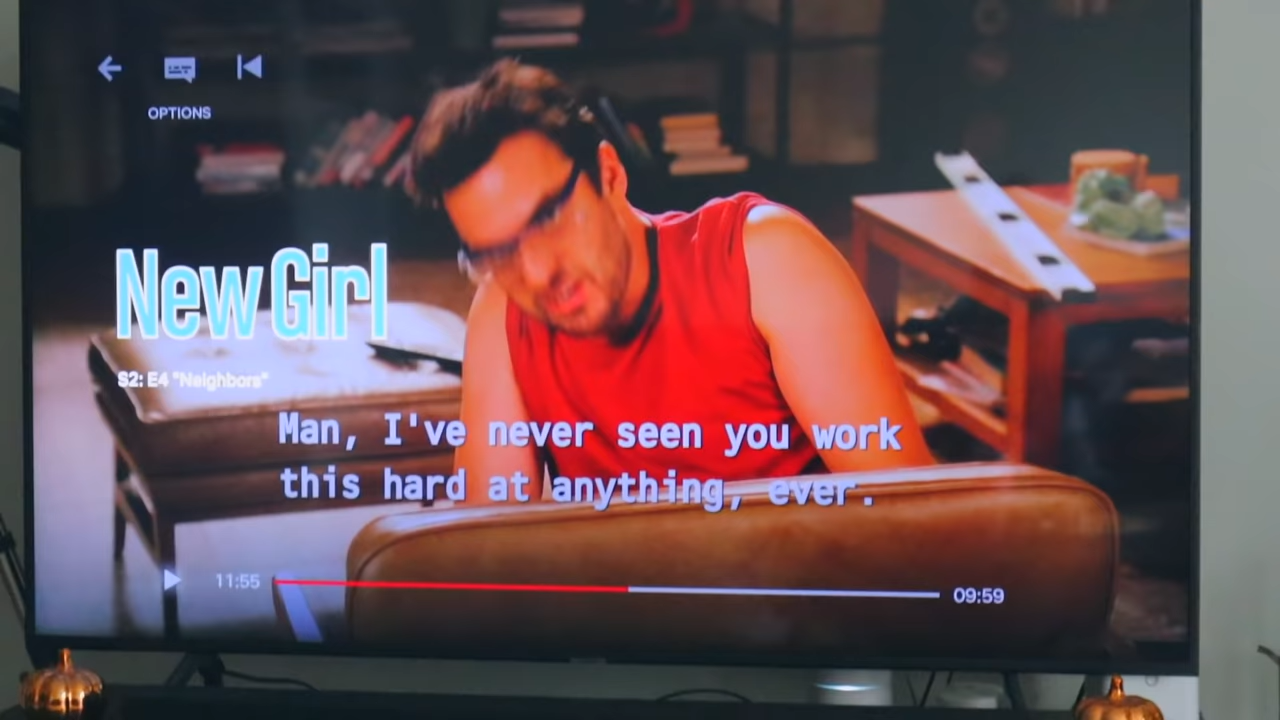 OPTIONS
New Girl
S2: E4 "Neighbors"
Man, I've never seen you work
this hard at anything, ever.
11:55
09:59